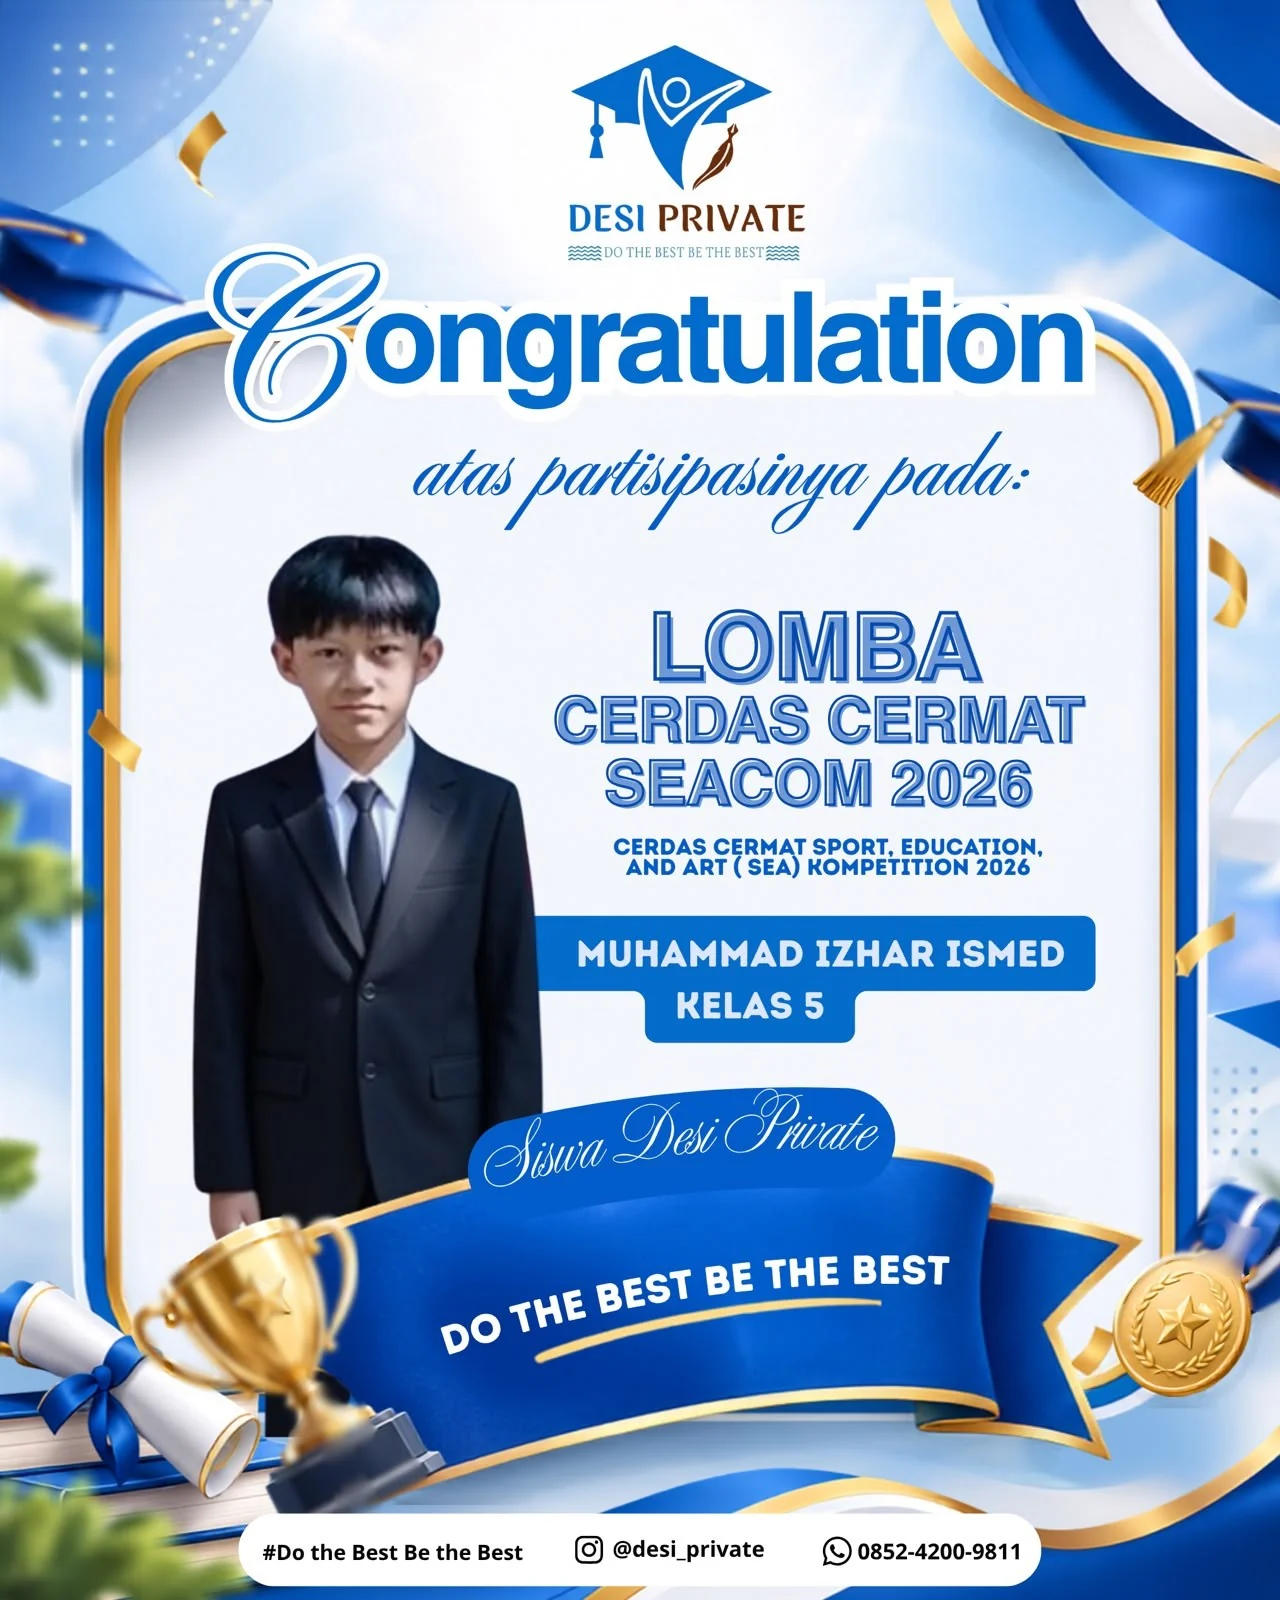 DESI PRIVATE
DO THE BEST BE THE BEST
Congratulation
atas partisipasinya pada:
LOMBA
CERDAS CERMAT
SEACOM 2026
CERDAS CERMAT SPORT, EDUCATION,
AND ART ( SEA) KOMPETITION 2026
MUHAMMAD IZHAR ISMED
KELAS 5
Siswa Desi Private
DO THE BEST BE THE BEST
#Do the Best Be the Best
@desi_private
0852-4200-9811